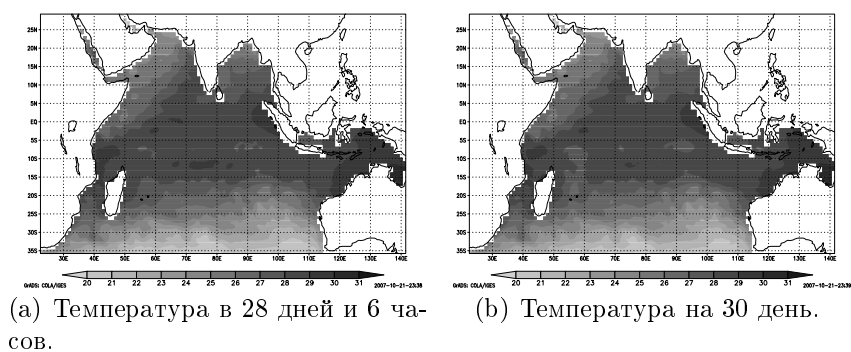 25N 25N
20N 20N
15N 15N
10N 10N
5N 5N
EQ EQ
5S 5S
10S 10S
15S 15S
20S 20S
25S 25S
30S 30S
35S 35S
30E 40E 50E 60E 70E 80E 90E 100E 110E 120E 130E 140E 30E 40E 50E 60E 70E 80E 90E 100E 110E 120E 130E 140E
20 21 22 23 24 25 26 27 28 29 30 31 20 21 22 23 24 25 26 27 28 29 30 31
GrADS: COLA/IGES 2007-10-21-23:38 GrADS: COLA/IGES 2007-10-21-23:39
(a) Температура в 28 дней и 6 ча- (b) Температура на 30 день.
сов.